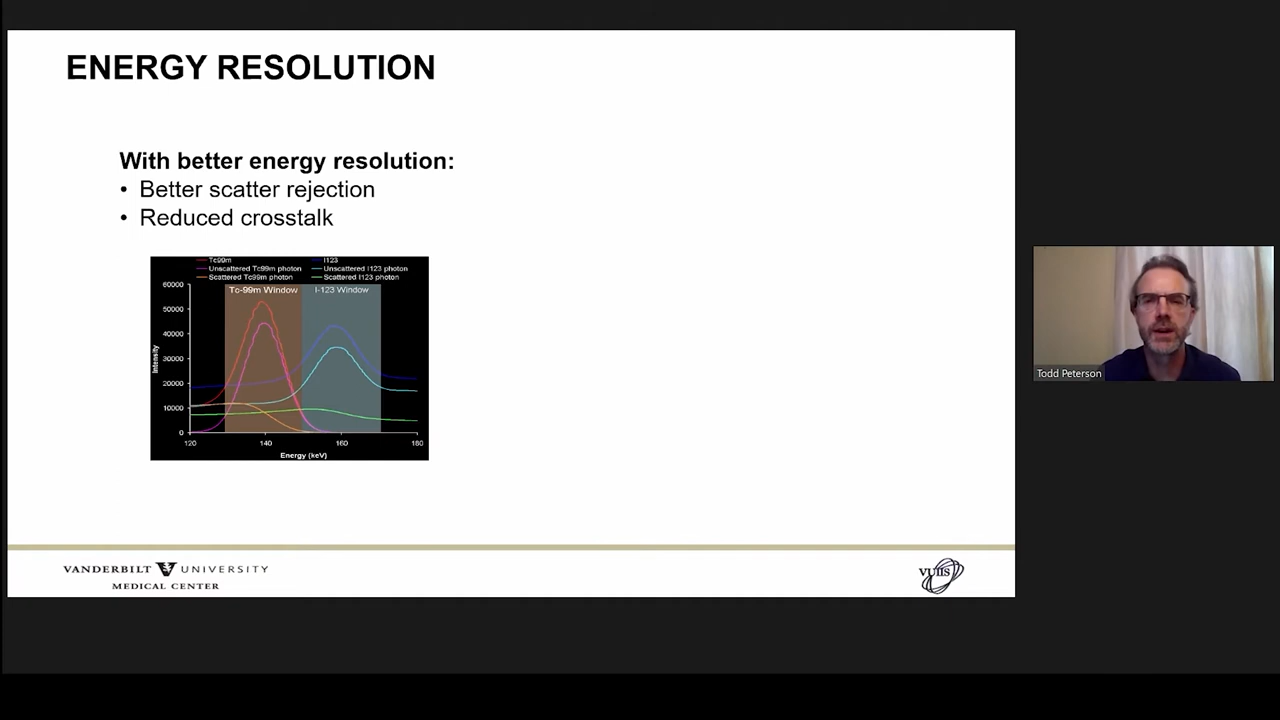 ENERGY RESOLUTION
With better energy resolution:
• Better scatter rejection
• Reduced crosstalk
Tc99m
I123
Unscattered Tc99m photon
Unscattered I123 photon
Scattered Tc99m photon
Scattered I123 photon
Tc-99m Window
I-123 Window
60000
50000
40000
30000
20000
10000
0
Intensity
120
140
160
180
Energy (keV)
Todd Peterson
VANDERBILT V UNIVERSITY
MEDICAL CENTER
VUIIS